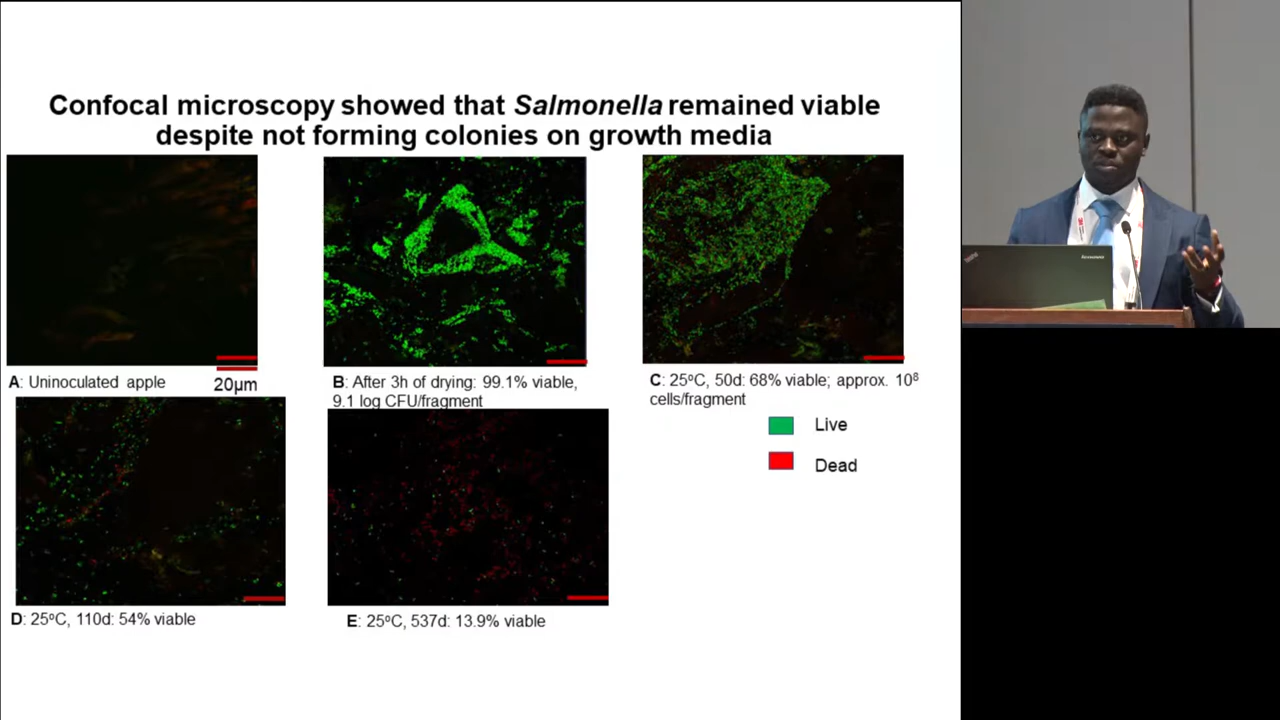 Confocal microscopy showed that Salmonella remained viable
despite not forming colonies on growth media
A: Uninoculated apple
20µm
B: After 3h of drying: 99.1% viable,
9.1 log CFU/fragment
C: 25ºC, 50d: 68% viable; approx. 10⁸
cells/fragment
Live
Dead
D: 25ºC, 110d: 54% viable
E: 25ºC, 537d: 13.9% viable
ThinkPad
Lenovo